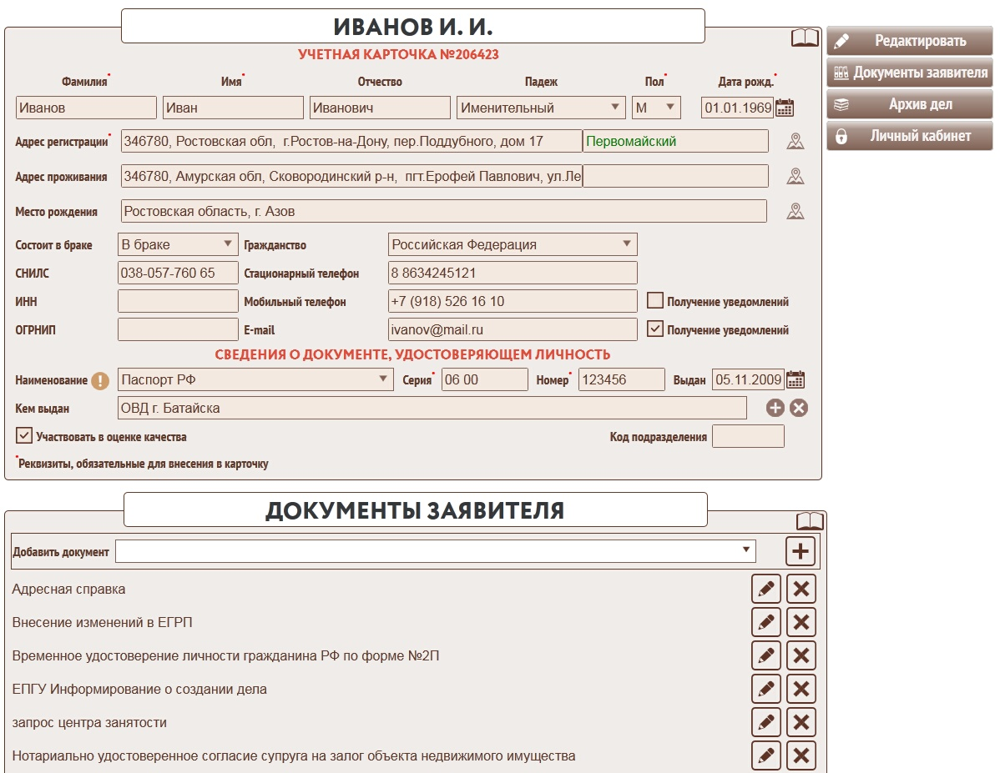 ИВАНОВ И. И.
УЧЕТНАЯ КАРТОЧКА №206423
Редактировать
Документы заявителя
Архив дел
Личный кабинет
Фамилия* Имя* Отчество Падеж Пол* Дата рожд.*
Иванов Иван Иванович Именительный М 01.01.1969
Адрес регистрации* 346780, Ростовская обл, г.Ростов-на-Дону, пер.Поддубного, дом 17 Первомайский
Адрес проживания 346780, Амурская обл, Сковородинский р-н, пгт.Ерофей Павлович, ул.Ле
Место рождения Ростовская область, г. Азов
Состоит в браке В браке Гражданство Российская Федерация
СНИЛС 038-057-760 65 Стационарный телефон 8 8634245121
ИНН Мобильный телефон +7 (918) 526 16 10 Получение уведомлений
ОГРНИП E-mail ivanov@mail.ru Получение уведомлений
СВЕДЕНИЯ О ДОКУМЕНТЕ, УДОСТОВЕРЯЮЩЕМ ЛИЧНОСТЬ
Наименование Паспорт РФ Серия* 06 00 Номер* 123456 Выдан 05.11.2009
Кем выдан ОВД г. Батайска
Участвовать в оценке качества Код подразделения
*Реквизиты, обязательные для внесения в карточку
ДОКУМЕНТЫ ЗАЯВИТЕЛЯ
Добавить документ
Адресная справка
Внесение изменений в ЕГРП
Временное удостоверение личности гражданина РФ по форме №2П
ЕПГУ Информирование о создании дела
запрос центра занятости
Нотариально удостоверенное согласие супруга на залог объекта недвижимого имущества